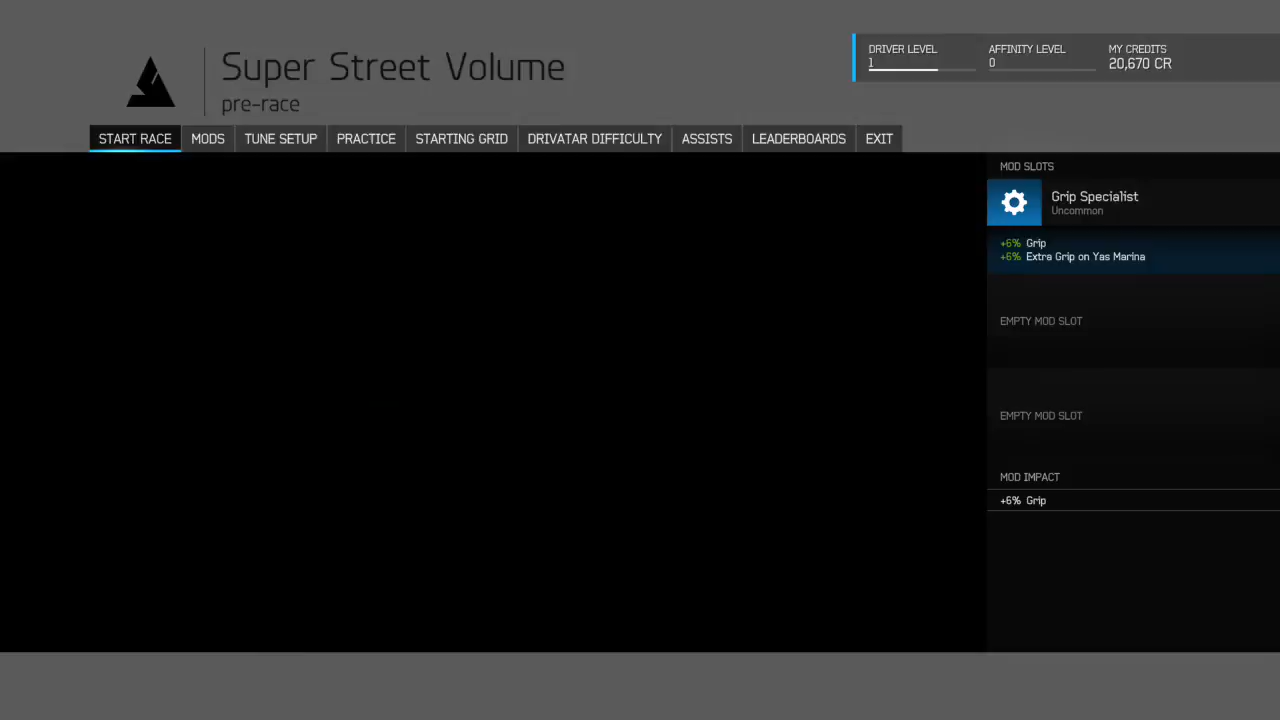 Super Street Volume
pre-race
DRIVER LEVEL
1
AFFINITY LEVEL
0
MY CREDITS
20,670 CR
START RACE MODS TUNE SETUP PRACTICE STARTING GRID DRIVATAR DIFFICULTY ASSISTS LEADERBOARDS EXIT
MOD SLOTS
Grip Specialist
Uncommon
+6% Grip
+6% Extra Grip on Yas Marina
EMPTY MOD SLOT
EMPTY MOD SLOT
MOD IMPACT
+6% Grip